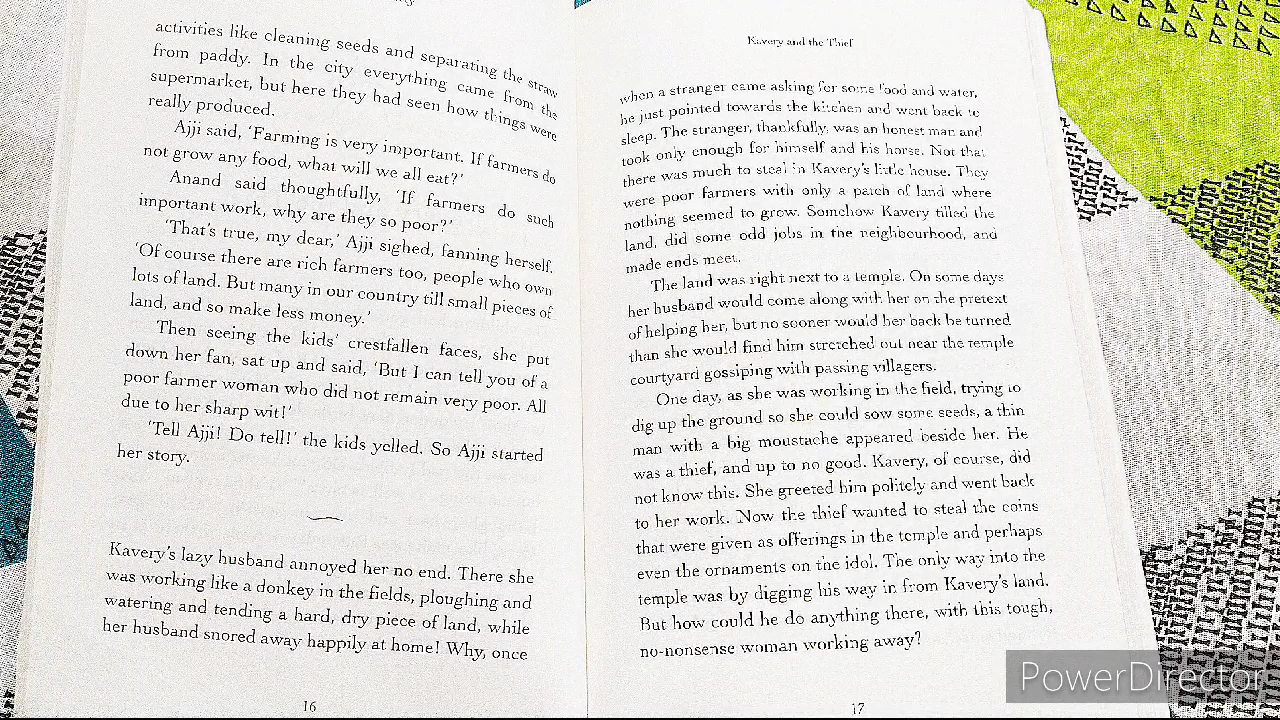 activities like cleaning seeds and separating the straw
from paddy. In the city everything came from the
supermarket, but here they had seen how things were
really produced.
Ajji said, 'Farming is very important. If farmers do
not grow any food, what will we all eat?'
Anand said thoughtfully, 'If farmers do such
important work, why are they so poor?'
'That's true, my dear,' Ajji sighed, fanning herself.
'Of course there are rich farmers too, people who own
lots of land. But many in our country till small pieces of
land, and so make less money.'
Then seeing the kids' crestfallen faces, she put
down her fan, sat up and said, 'But I can tell you of a
poor farmer woman who did not remain very poor. All
due to her sharp wit!'
'Tell Ajji! Do tell!' the kids yelled. So Ajji started
her story.
Kavery's lazy husband annoyed her no end. There she
was working like a donkey in the fields, ploughing and
watering and tending a hard, dry piece of land, while
her husband snored away happily at home! Why, once
16
Kavery and the Thief
when a stranger came asking for some food and water,
he just pointed towards the kitchen and went back to
sleep. The stranger, thankfully, was an honest man and
took only enough for himself and his horse. Not that
there was much to steal in Kavery's little house. They
were poor farmers with only a patch of land where
nothing seemed to grow. Somehow Kavery tilled the
land, did some odd jobs in the neighbourhood, and
made ends meet.
The land was right next to a temple. On some days
her husband would come along with her on the pretext
of helping her, but no sooner would her back be turned
than she would find him stretched out near the temple
courtyard gossiping with passing villagers.
One day, as she was working in the field, trying to
dig up the ground so she could sow some seeds, a thin
man with a big moustache appeared beside her. He
was a thief, and up to no good. Kavery, of course, did
not know this. She greeted him politely and went back
to her work. Now the thief wanted to steal the coins
that were given as offerings in the temple and perhaps
even the ornaments on the idol. The only way into the
temple was by digging his way in from Kavery's land.
But how could he do anything there, with this tough,
no-nonsense woman working away?
17
PowerDirector